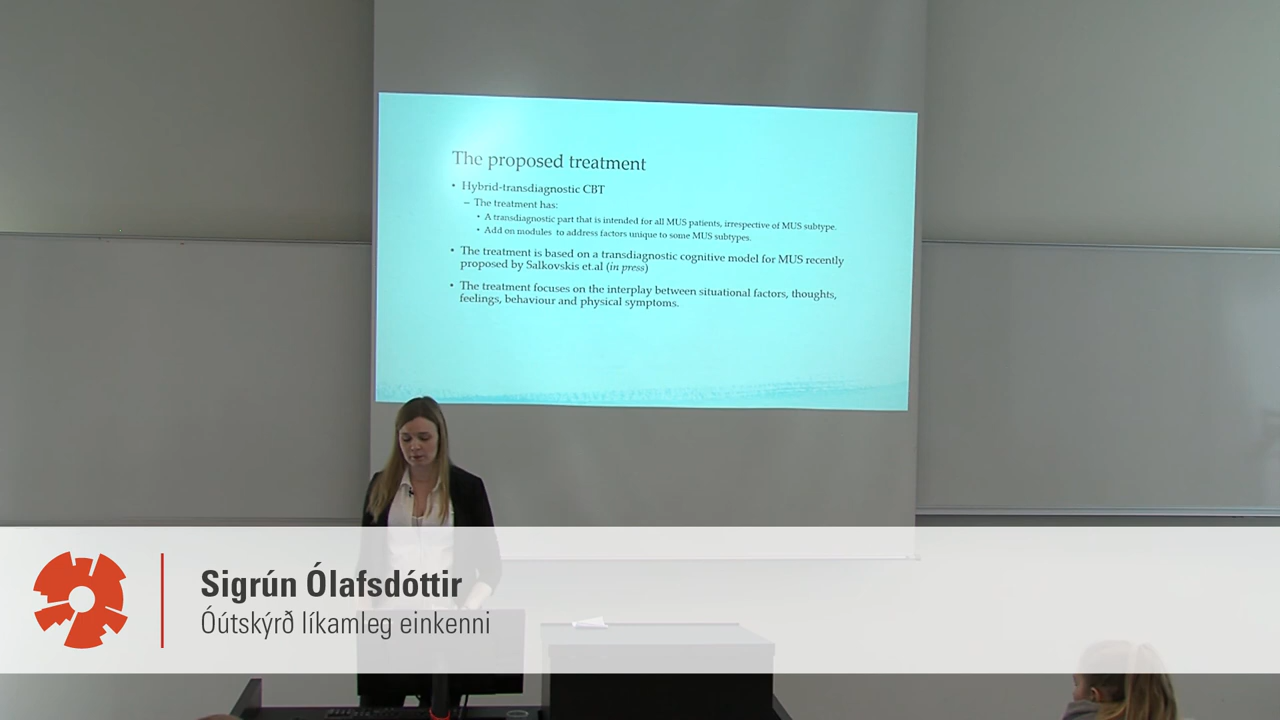 The proposed treatment
• Hybrid-transdiagnostic CBT
– The treatment has:
• A transdiagnostic part that is intended for all MUS patients, irrespective of MUS subtype.
• Add on modules to address factors unique to some MUS subtypes.
• The treatment is based on a transdiagnostic cognitive model for MUS recently
proposed by Salkovskis et.al (in press)
• The treatment focuses on the interplay between situational factors, thoughts,
feelings, behaviour and physical symptoms.
Sigrún Ólafsdóttir
Óútskýrð líkamleg einkenni